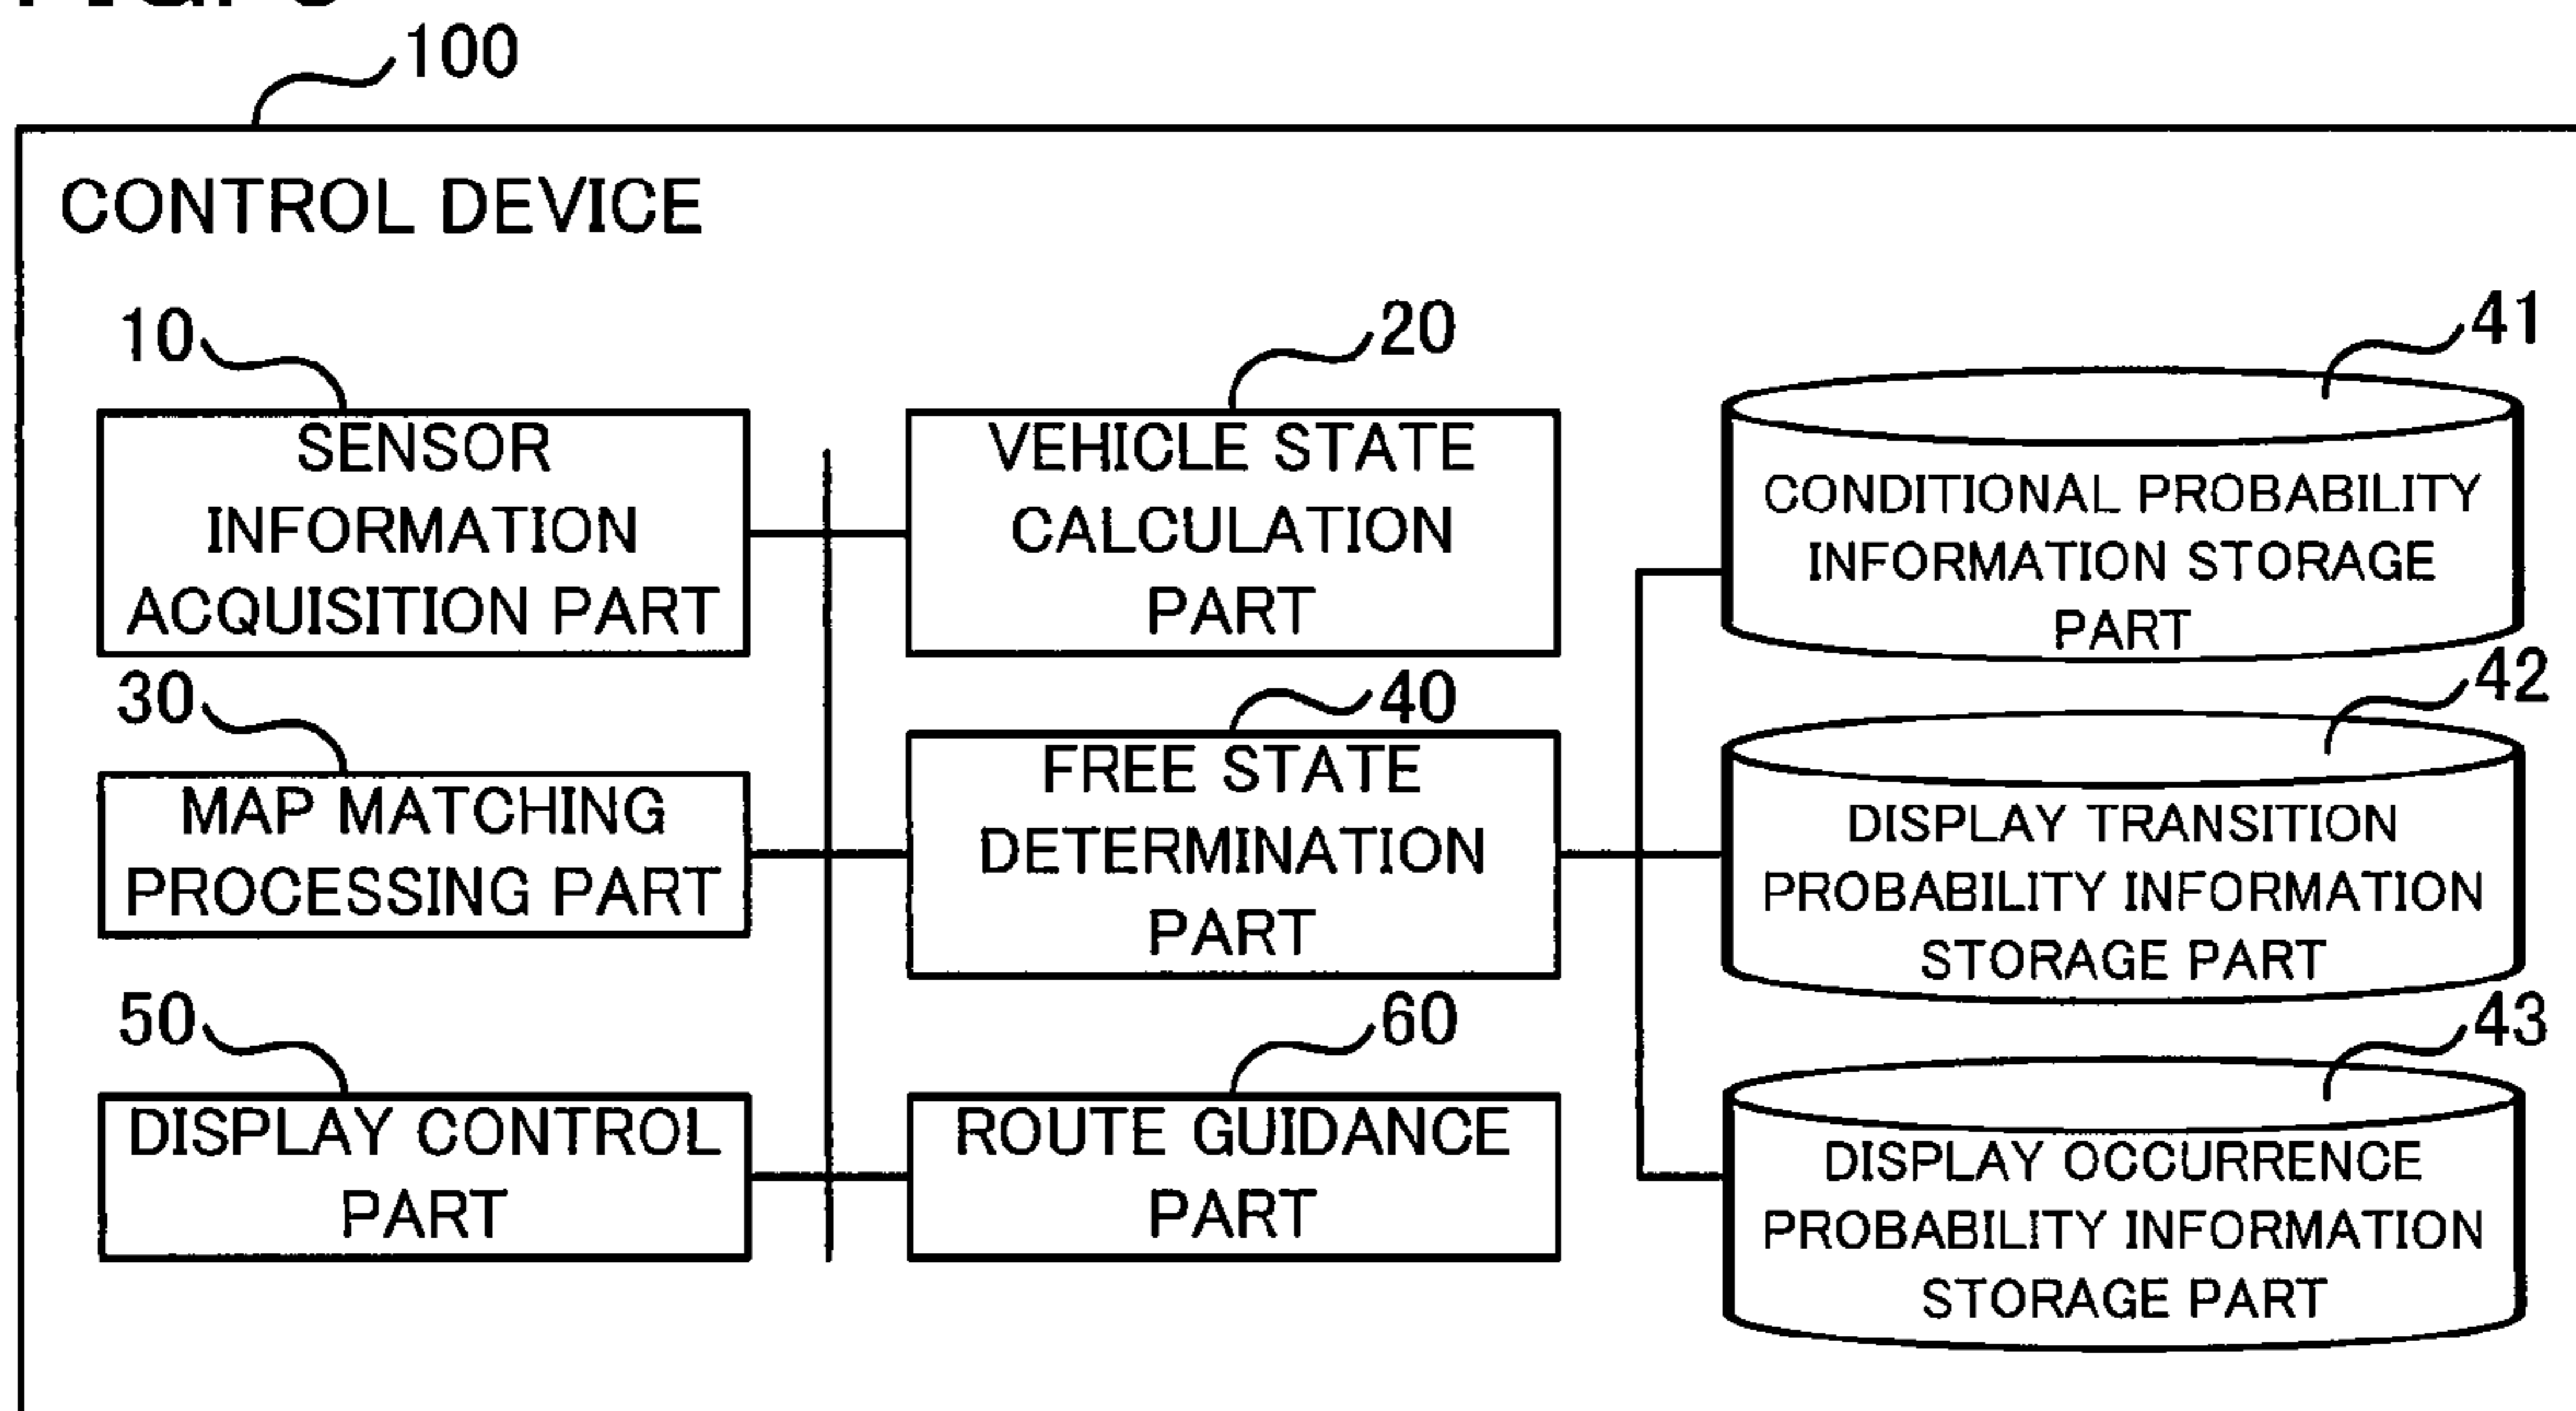 100
CONTROL DEVICE
10
SENSOR
INFORMATION
ACQUISITION PART
20
VEHICLE STATE
CALCULATION
PART
41
CONDITIONAL PROBABILITY
INFORMATION STORAGE
PART
30
MAP MATCHING
PROCESSING PART
40
FREE STATE
DETERMINATION
PART
42
DISPLAY TRANSITION
PROBABILITY INFORMATION
STORAGE PART
50
DISPLAY CONTROL
PART
60
ROUTE GUIDANCE
PART
43
DISPLAY OCCURRENCE
PROBABILITY INFORMATION
STORAGE PART